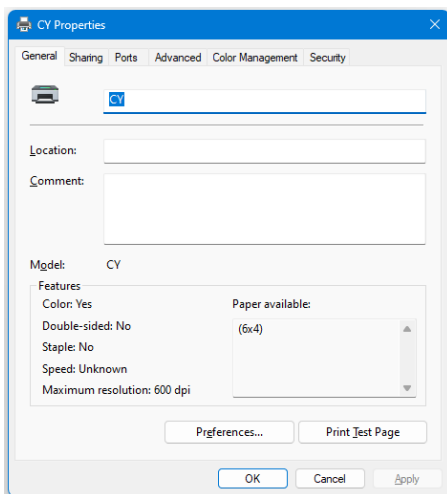 CY Properties
General Sharing Ports Advanced Color Management Security
CY
Location:
Comment:
Model: CY
Features
Color: Yes
Paper available:
Double-sided: No
(6x4)
Staple: No
Speed: Unknown
Maximum resolution: 600 dpi
Preferences... Print Test Page
OK Cancel Apply